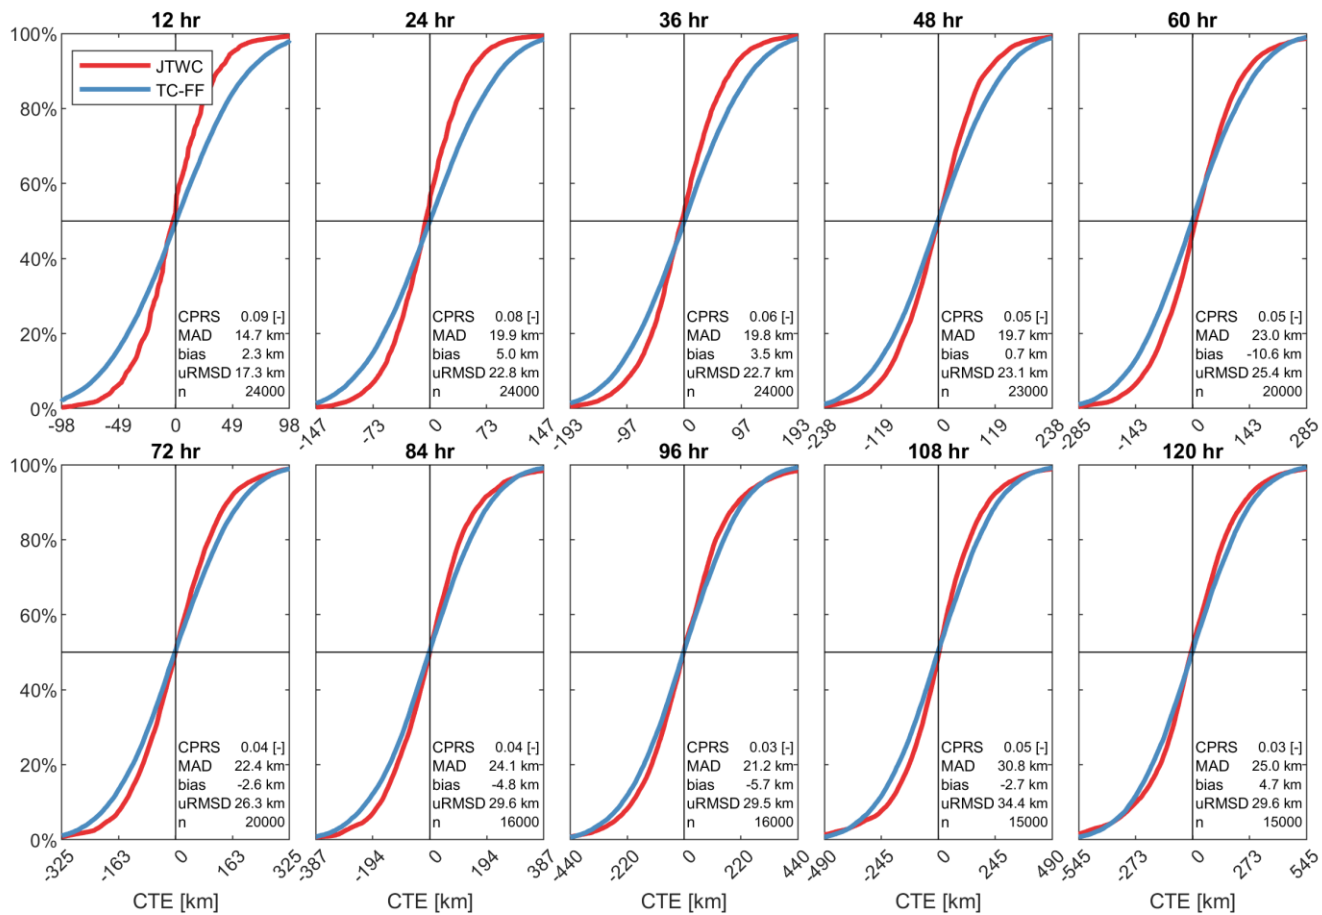 12 hr
24 hr
36 hr
48 hr
60 hr
100%
80%
60%
40%
20%
0%
JTWC
TC-FF
CPRS 0.09 [-]
MAD 14.7 km
bias 2.3 km
uRMSD 17.3 km
n 24000
-98 -49 0 49 98
CPRS 0.08 [-]
MAD 19.9 km
bias 5.0 km
uRMSD 22.8 km
n 24000
-147 -73 0 73 147
CPRS 0.06 [-]
MAD 19.8 km
bias 3.5 km
uRMSD 22.7 km
n 24000
-193 -97 0 97 193
CPRS 0.05 [-]
MAD 19.7 km
bias 0.7 km
uRMSD 23.1 km
n 23000
-238 -119 0 119 238
CPRS 0.05 [-]
MAD 23.0 km
bias -10.6 km
uRMSD 25.4 km
n 20000
-285 -143 0 143 285
72 hr
84 hr
96 hr
108 hr
120 hr
100%
80%
60%
40%
20%
0%
CPRS 0.04 [-]
MAD 22.4 km
bias -2.6 km
uRMSD 26.3 km
n 20000
-325 -163 0 163 325
CTE [km]
CPRS 0.04 [-]
MAD 24.1 km
bias -4.8 km
uRMSD 29.6 km
n 16000
-387 -194 0 194 387
CTE [km]
CPRS 0.03 [-]
MAD 21.2 km
bias -5.7 km
uRMSD 29.5 km
n 16000
-440 -220 0 220 440
CTE [km]
CPRS 0.05 [-]
MAD 30.8 km
bias -2.7 km
uRMSD 34.4 km
n 15000
-490 -245 0 245 490
CTE [km]
CPRS 0.03 [-]
MAD 25.0 km
bias 4.7 km
uRMSD 29.6 km
n 15000
-545 -273 0 273 545
CTE [km]